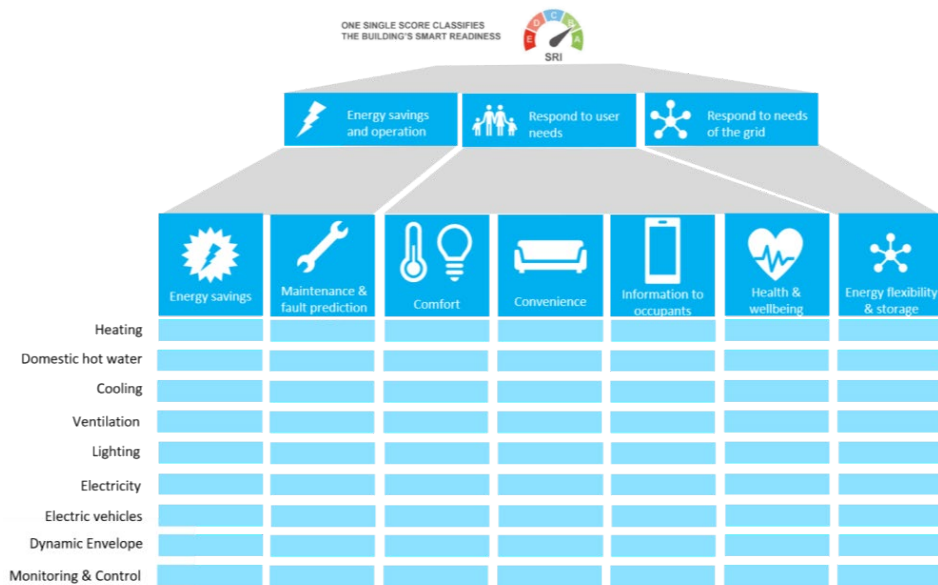 ONE SINGLE SCORE CLASSIFIES
THE BUILDING'S SMART READINESS
E D C B A
SRI
Energy savings
and operation
Respond to user
needs
Respond to needs
of the grid
Energy savings
Maintenance &
fault prediction
Comfort
Convenience
Information to
occupants
Health &
wellbeing
Energy flexibility
& storage
Heating
Domestic hot water
Cooling
Ventilation
Lighting
Electricity
Electric vehicles
Dynamic Envelope
Monitoring & Control